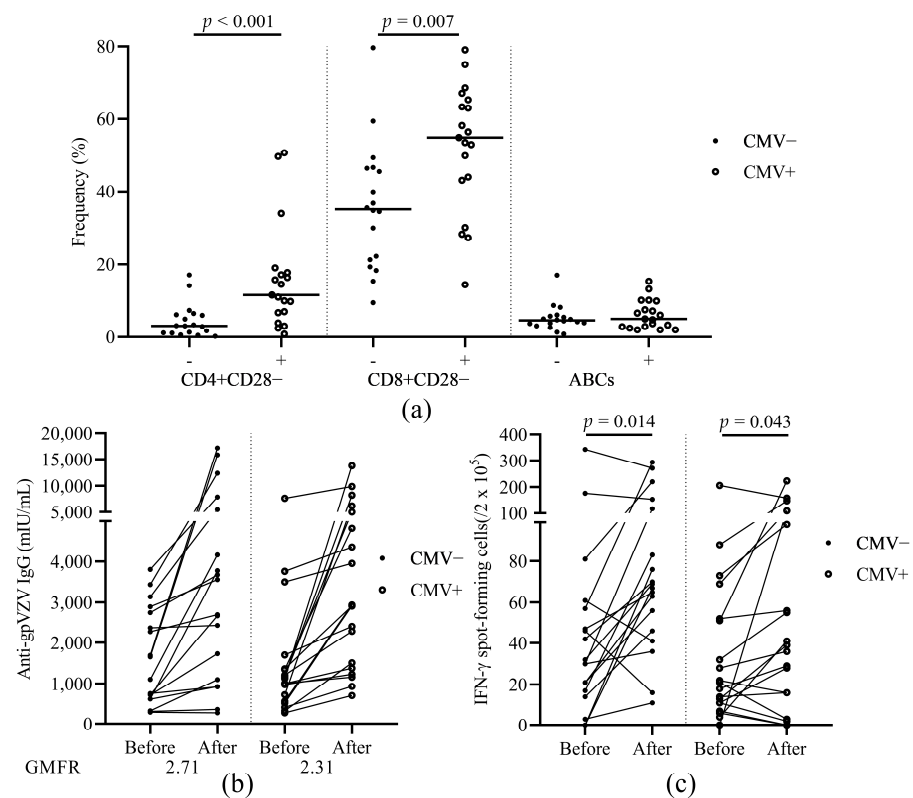 p < 0.001
p = 0.007
80
60
40
20
0
Frequency (%)
CMV−
CMV+
-
+
-
+
-
+
CD4+CD28−
CD8+CD28−
ABCs
(a)
20,000
15,000
10,000
5,000
4,000
3,000
2,000
1,000
0
Anti-gpVZV IgG (mIU/mL)
CMV−
CMV+
Before
After
Before
After
GMFR
2.71
2.31
(b)
p = 0.014
p = 0.043
400
300
200
100
80
60
40
20
0
IFN-γ spot-forming cells(/2 x 10⁵)
CMV−
CMV+
Before
After
Before
After
(c)